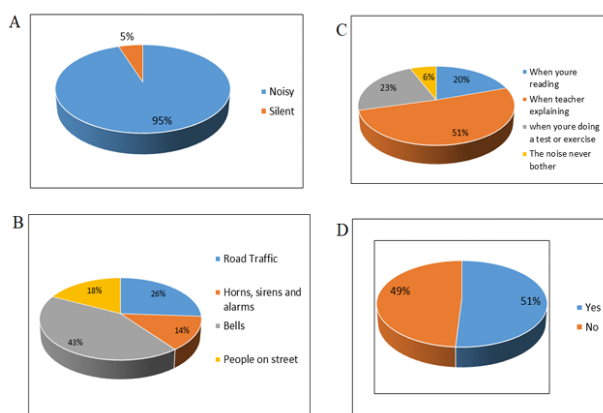 A
5%
95%
Noisy
Silent
C
6%
20%
23%
51%
When youre
reading
When teacher
explaining
when youre doing
a test or exercise
The noise never
bother
B
18%
26%
14%
43%
Road Traffic
Horns, sirens and
alarms
Bells
People on street
D
49%
51%
Yes
No